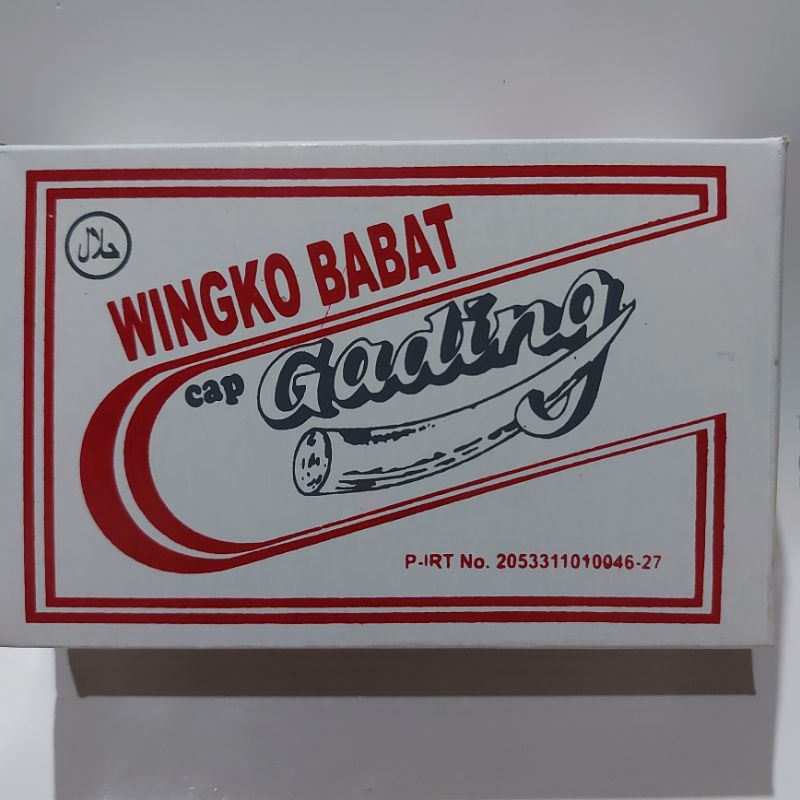 حلال
WINGKO BABAT
cap Gading
P-IRT No. 2053311010046-27